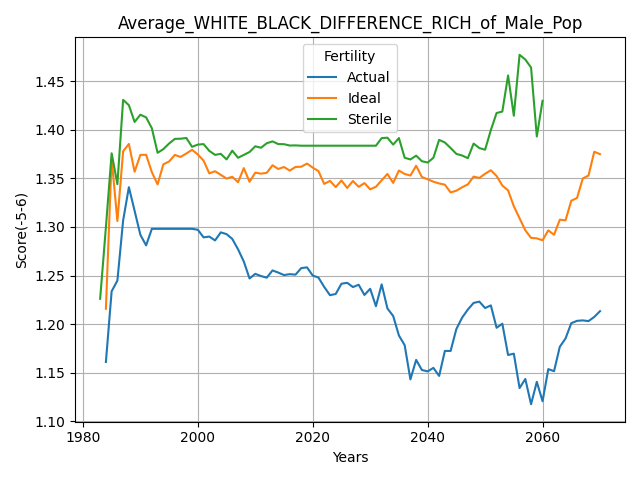 Average_WHITE_BLACK_DIFFERENCE_RICH_of_Male_Pop
Fertility
Actual
Ideal
Sterile
Score(-5-6)
1.45
1.40
1.35
1.30
1.25
1.20
1.15
1.10
1980 2000 2020 2040 2060
Years